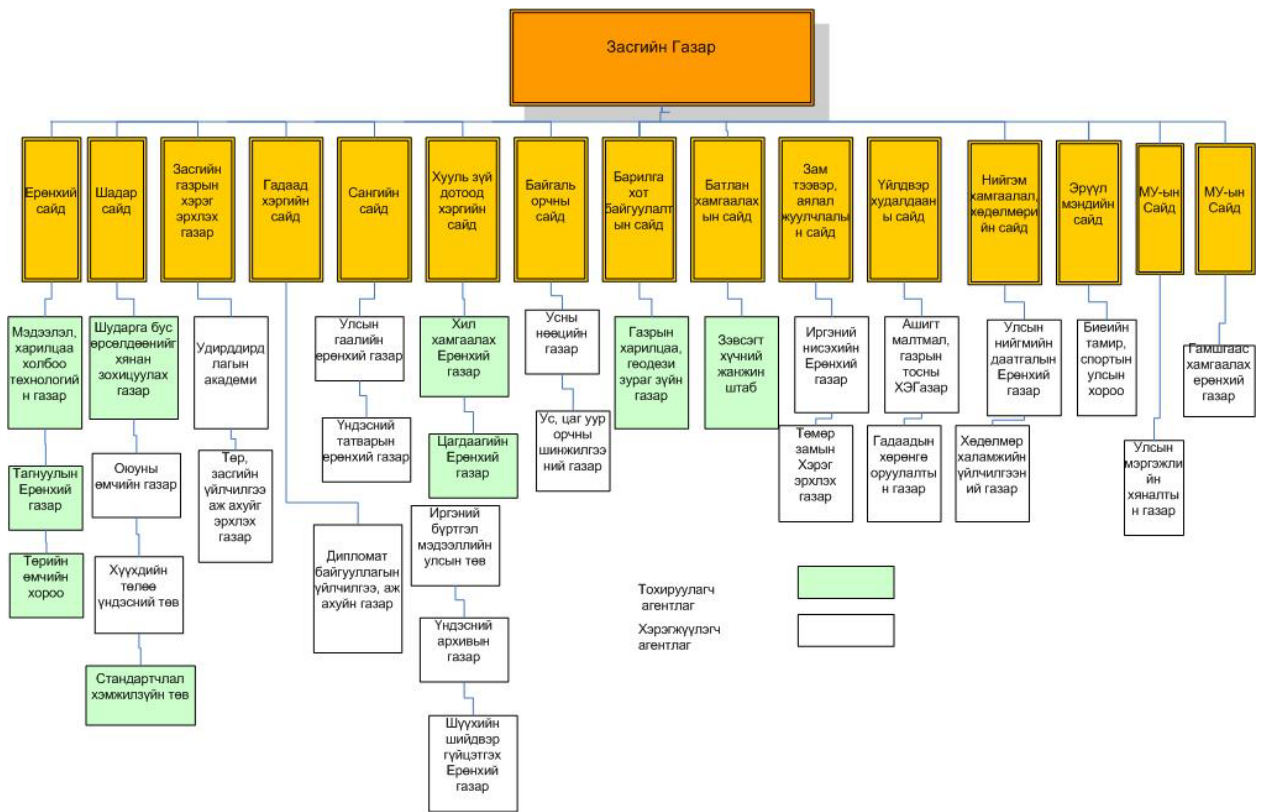 Засгийн Газар
Ерөнхий
сайд
Шадар
сайд
Засгийн
газрын
хэрэг
эрхлэх
газар
Гадаад
хэргийн
сайд
Сангийн
сайд
Хууль зүй
дотоод
хэргийн
сайд
Байгаль
орчны
сайд
Барилга
хот
байгуулалт
ын сайд
Батлан
хамгаалах
ын сайд
Зам
тээвэр,
аялал
жуулчлалы
н сайд
Үйлдвэр
худалдаан
ы сайд
Нийгэм
хамгаалал,
хөдөлмөри
йн сайд
Эрүүл
мэндийн
сайд
МУ-ын
Сайд
МУ-ын
Сайд
Мэдээлэл,
харилцаа
холбоо
технологий
н газар
Тагнуулын
Ерөнхий
газар
Төрийн
өмчийн
хороо
Шударга бус
өрсөлдөөнийг
хянан
зохицуулах
газар
Оюуны
өмчийн газар
Хүүхдийн
төлөө
үндэсний төв
Стандартчлал
хэмжилзүйн төв
Удирддирд
лагын
академи
Төр,
засгийн
үйлчилгээ
аж ахуйг
эрхлэх
газар
Дипломат
байгууллагын
үйлчилгээ, аж
ахуйн газар
Улсын
гаалийн
ерөнхий газар
Үндэсний
татварын
ерөнхий газар
Хил
хамгаалах
Ерөнхий
газар
Цагдаагийн
Ерөнхий
газар
Иргэний
бүртгэл
мэдээллийн
улсын төв
Үндэсний
архивын
газар
Шүүхийн
шийдвэр
гүйцэтгэх
Ерөнхий
газар
Усны
нөөцийн
газар
Ус, цаг уур
орчны
шинжилгээ
ний газар
Газрын
харилцаа,
геодези
зураг зүйн
газар
Зэвсэгт
хүчний
жанжин
штаб
Иргэний
нисэхийн
Ерөнхий
газар
Төмөр
замын
Хэрэг
эрхлэх
газар
Ашигт
малтмал,
газрын
тосны
ХЭГазар
Гадаадын
хөрөнгө
оруулалты
н газар
Улсын
нийгмийн
даатгалын
Ерөнхий
газар
Хөдөлмөр
халамжийн
үйлчилгээн
ий газар
Биеийн
тамир,
спортын
улсын
хороо
Улсын
мэргэжли
йн
хяналты
н газар
Гамшгаас
хамгаалах
ерөнхий
газар
Тохируулагч
агентлаг
Хэрэгжүүлэгч
агентлаг